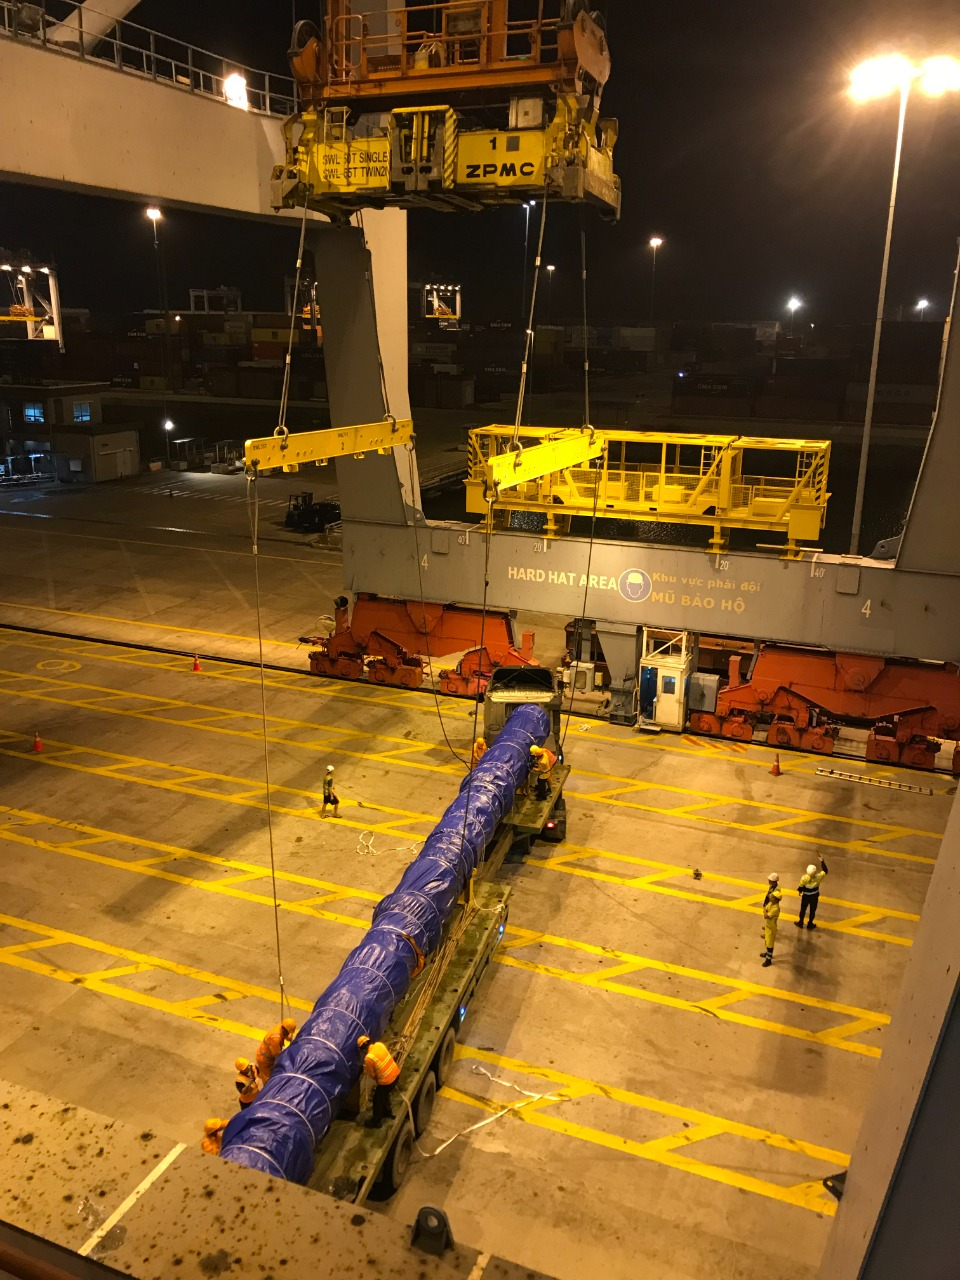 SWL 50T SINGLE
SWL 65T TWIN20
1
ZPMC
40'
20'
20'
40'
4
HARD HAT AREA
Khu vực phải đội
MŨ BẢO HỘ
4